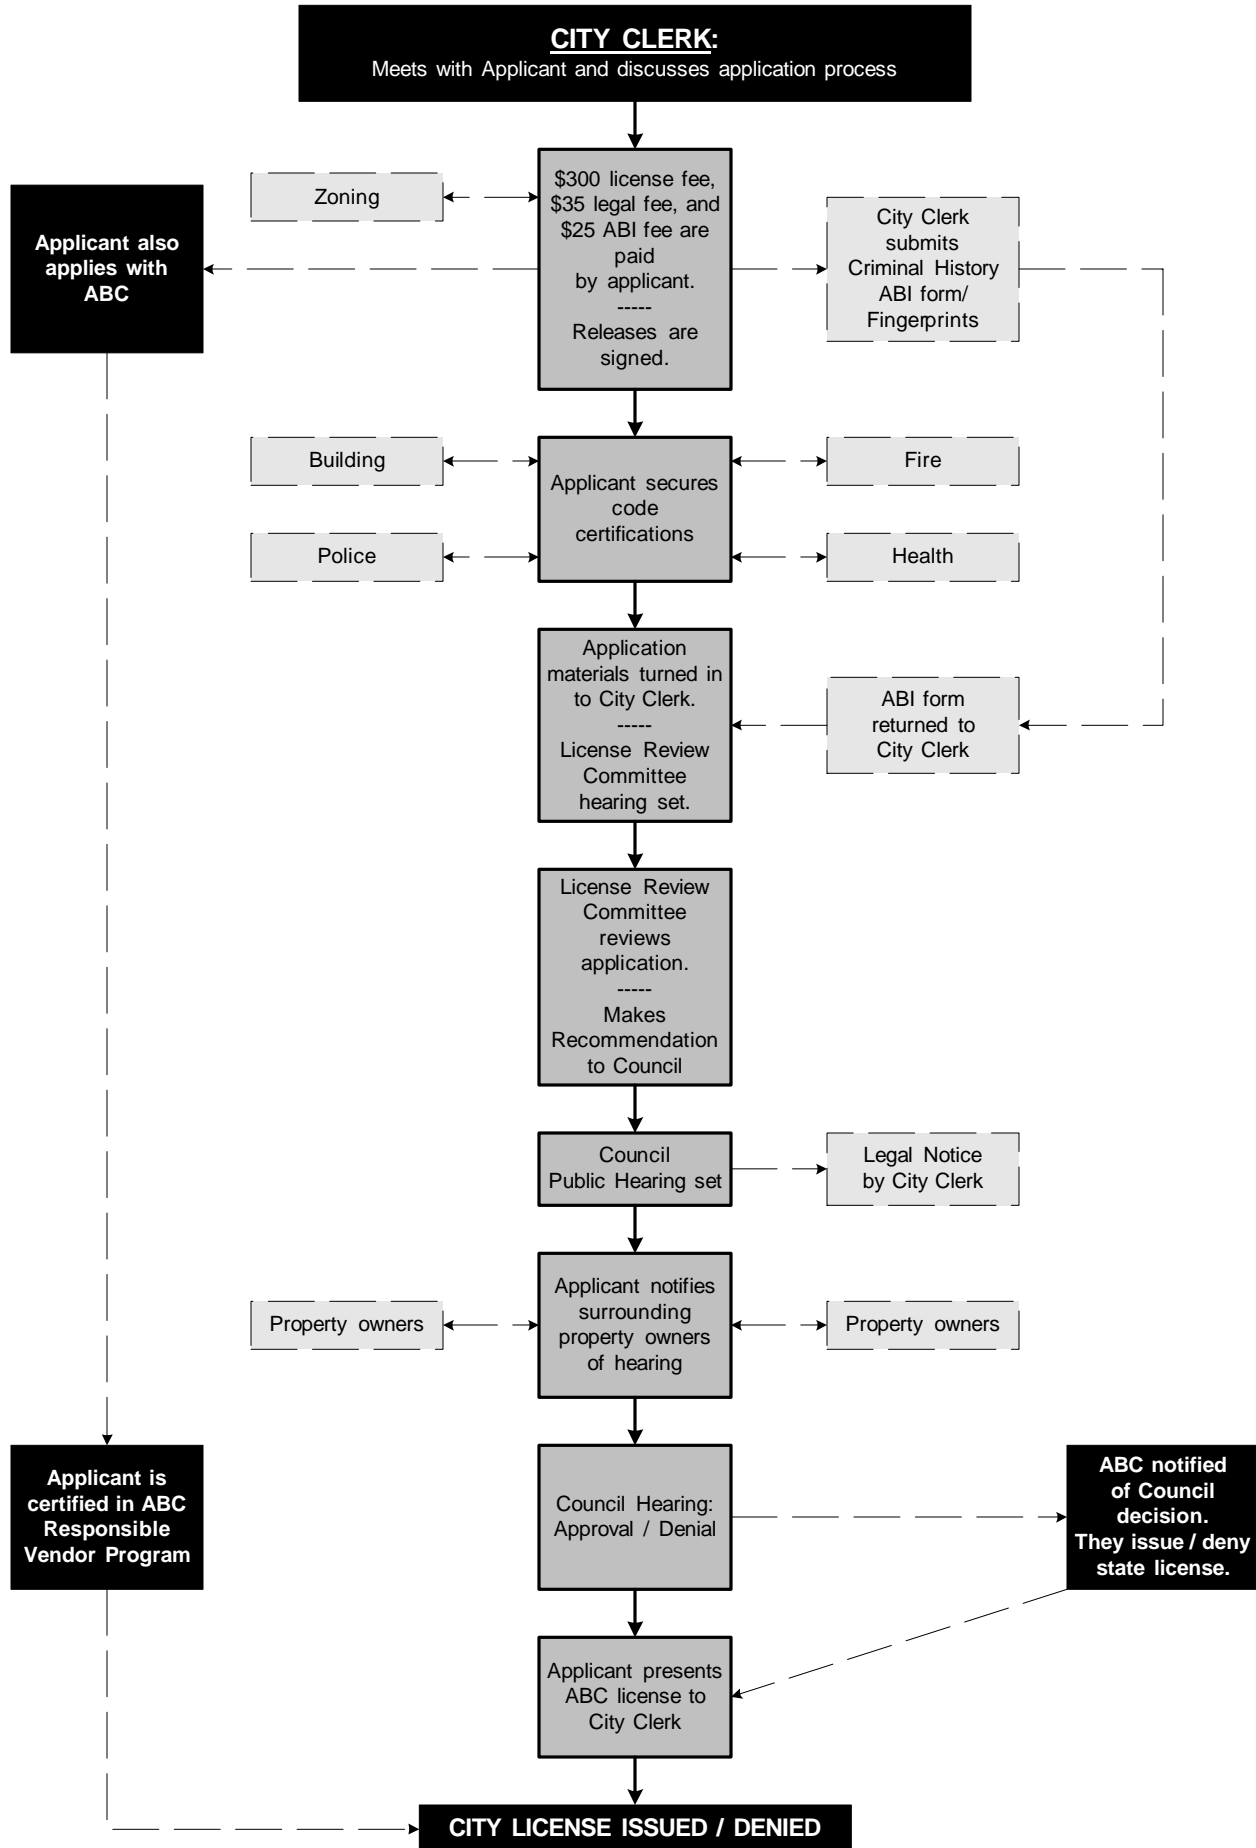 CITY CLERK:
Meets with Applicant and discusses application process
Zoning
$300 license fee,
$35 legal fee, and
$25 ABI fee are
paid
by applicant.
-----
Releases are
signed.
City Clerk
submits
Criminal History
ABI form/
Fingerprints
Applicant also
applies with
ABC
Building
Applicant secures
code
certifications
Fire
Police
Health
Application
materials turned in
to City Clerk.
-----
License Review
Committee
hearing set.
ABI form
returned to
City Clerk
License Review
Committee
reviews
application.
-----
Makes
Recommendation
to Council
Council
Public Hearing set
Legal Notice
by City Clerk
Property owners
Applicant notifies
surrounding
property owners
of hearing
Property owners
Applicant is
certified in ABC
Responsible
Vendor Program
Council Hearing:
Approval / Denial
ABC notified
of Council
decision.
They issue / deny
state license.
Applicant presents
ABC license to
City Clerk
CITY LICENSE ISSUED / DENIED